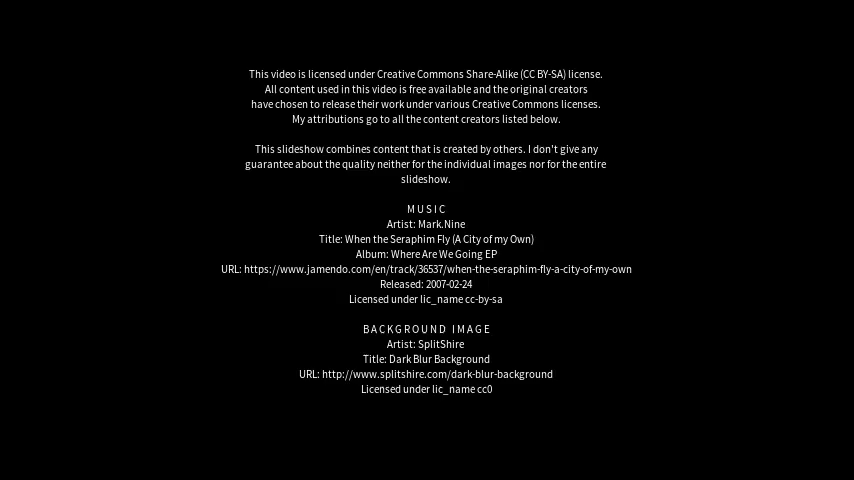 This video is licensed under Creative Commons Share-Alike (CC BY-SA) license.
All content used in this video is free available and the original creators
have chosen to release their work under various Creative Commons licenses.
My attributions go to all the content creators listed below.
This slideshow combines content that is created by others. I don't give any
guarantee about the quality neither for the individual images nor for the entire
slideshow.
MUSIC
Artist: Mark.Nine
Title: When the Seraphim Fly (A City of my Own)
Album: Where Are We Going EP
URL: https://www.jamendo.com/en/track/36537/when-the-seraphim-fly-a-city-of-my-own
Released: 2007-02-24
Licensed under lic_name cc-by-sa
BACKGROUND IMAGE
Artist: SplitShire
Title: Dark Blur Background
URL: http://www.splitshire.com/dark-blur-background
Licensed under lic_name cc0